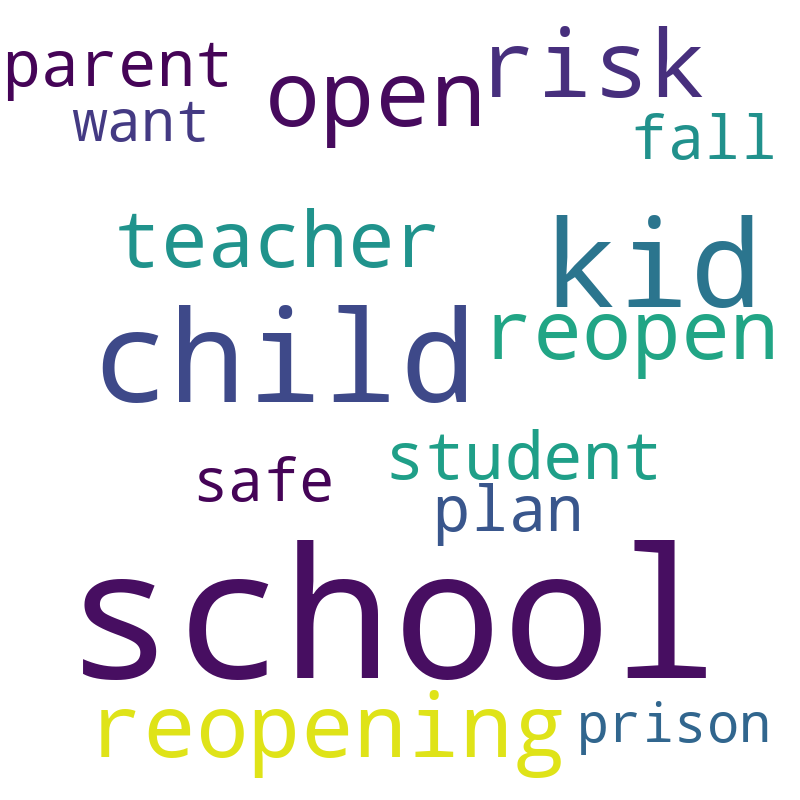 parent
open
risk
want
fall
teacher
kid
child
reopen
student
safe
plan
school
reopening
prison